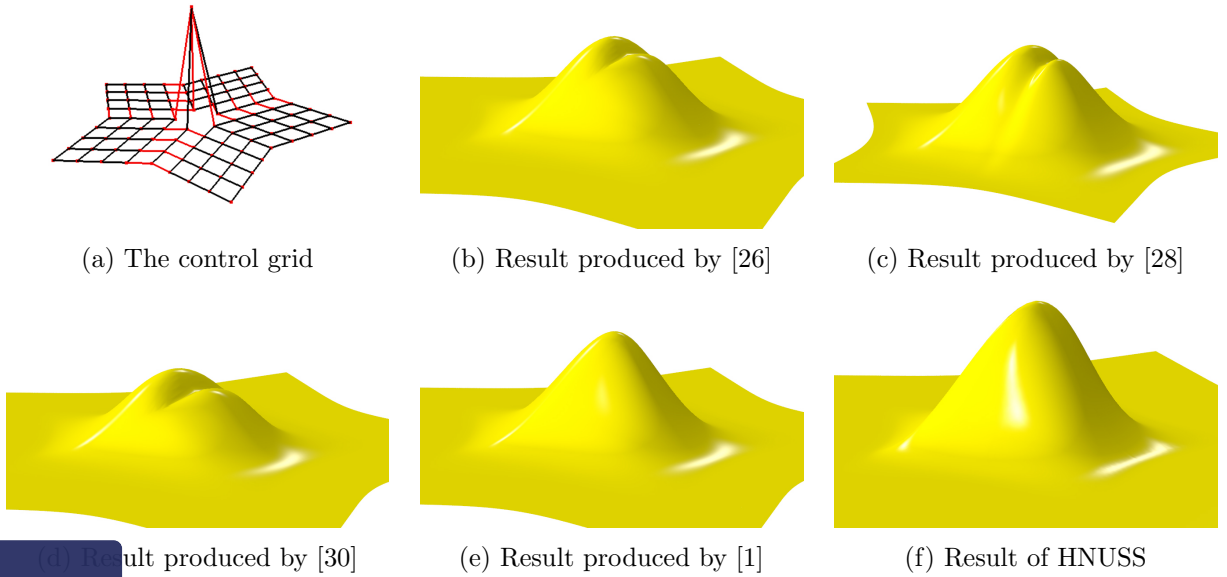 (a) The control grid
(b) Result produced by [26]
(c) Result produced by [28]
(d) Result produced by [30]
(e) Result produced by [1]
(f) Result of HNUSS